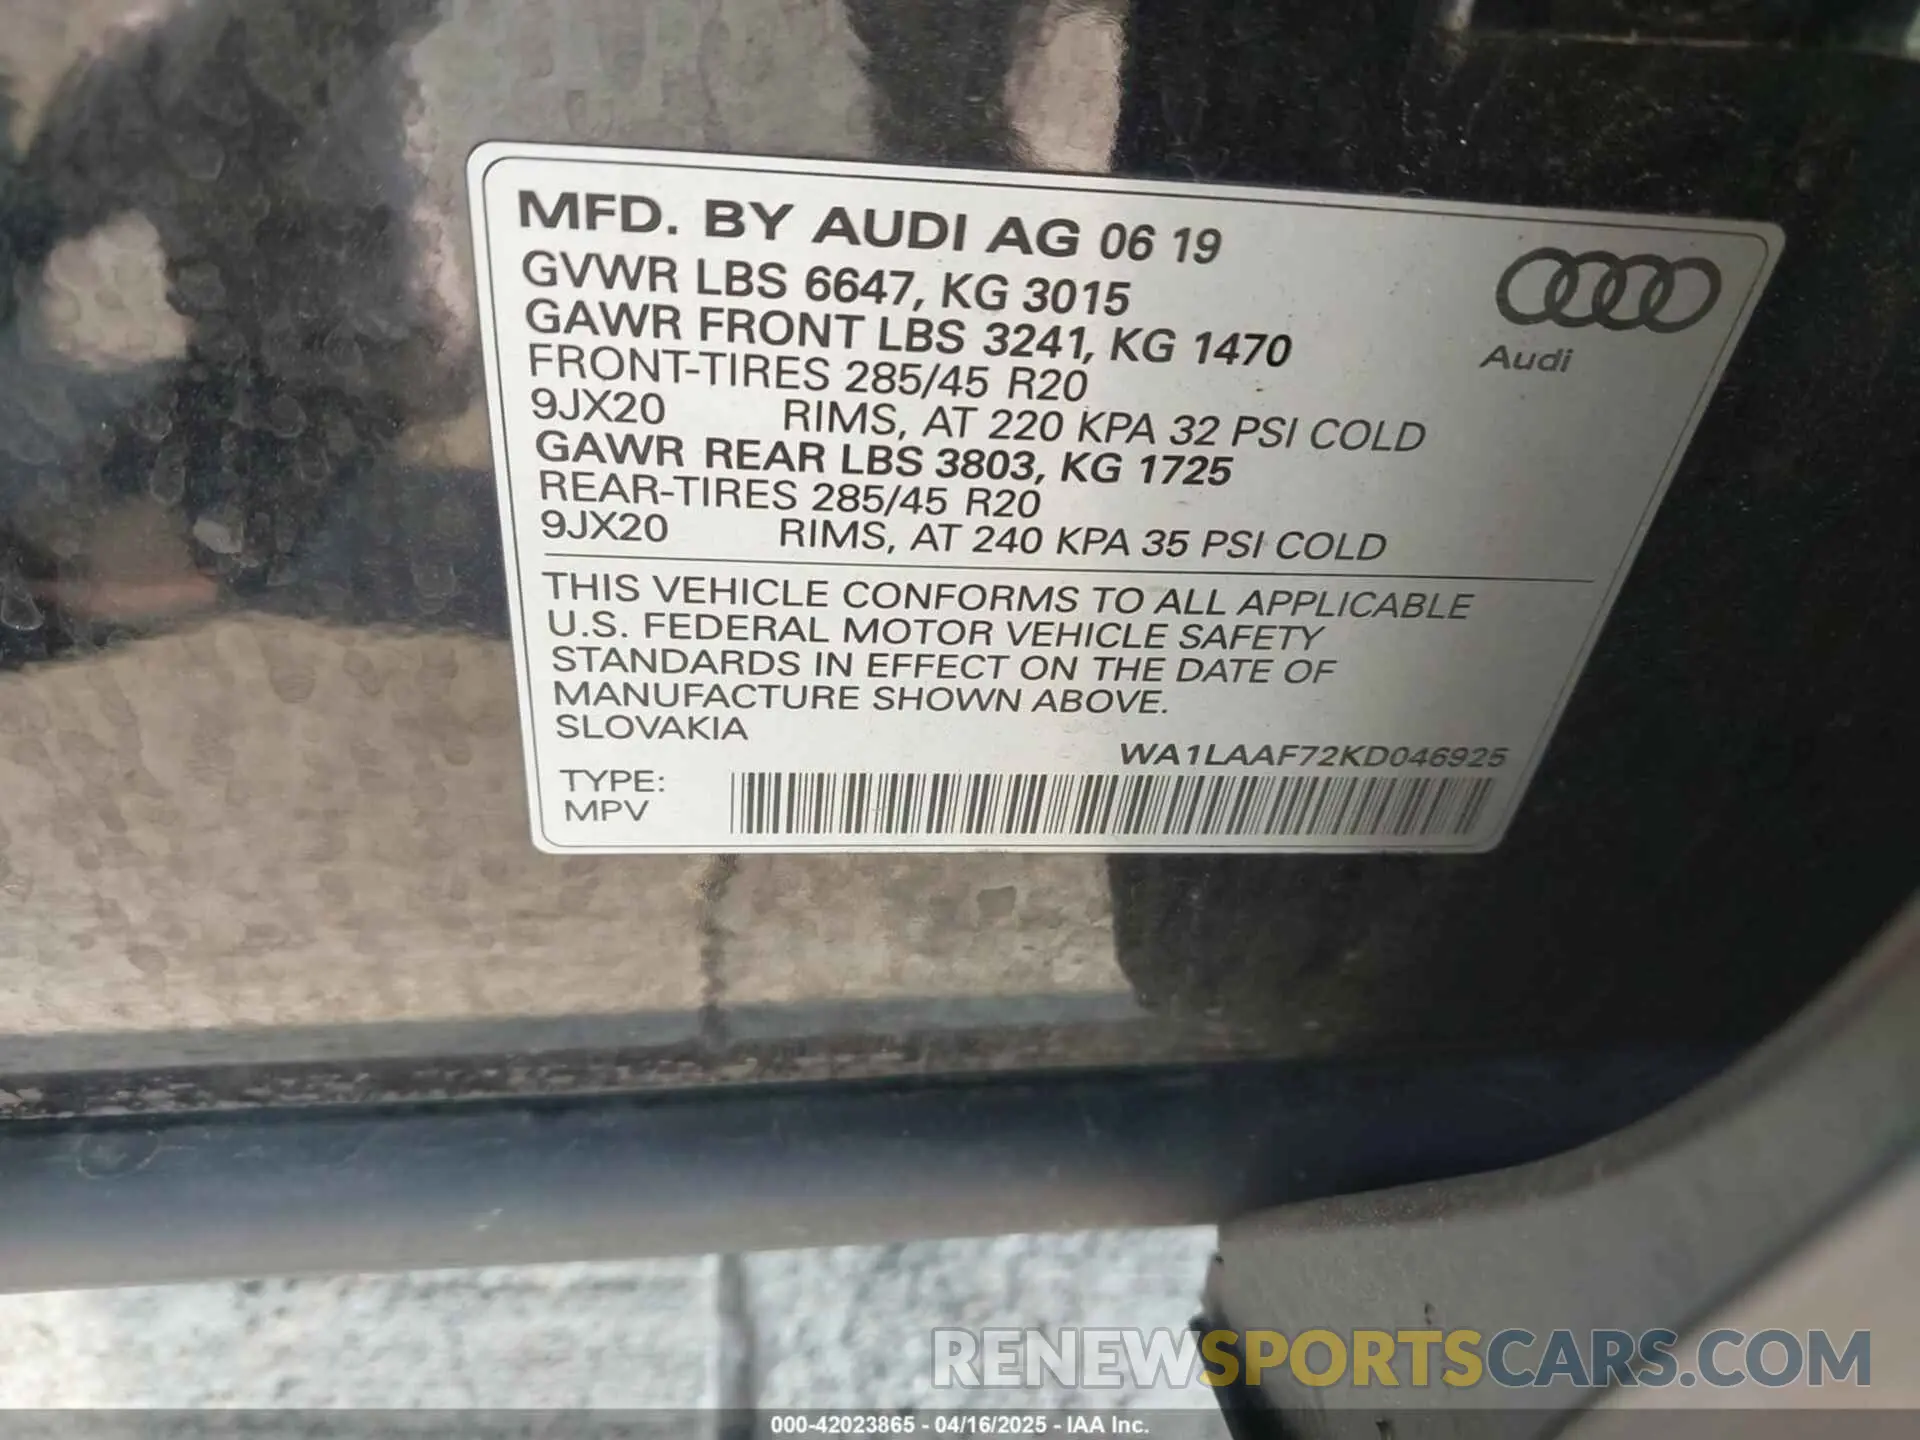 MFD. BY AUDI AG 06 19
GVWR LBS 6647, KG 3015
GAWR FRONT LBS 3241, KG 1470
FRONT-TIRES 285/45 R20
9JX20 RIMS, AT 220 KPA 32 PSI COLD
GAWR REAR LBS 3803, KG 1725
REAR-TIRES 285/45 R20
9JX20 RIMS, AT 240 KPA 35 PSI COLD
Audi
THIS VEHICLE CONFORMS TO ALL APPLICABLE
U.S. FEDERAL MOTOR VEHICLE SAFETY
STANDARDS IN EFFECT ON THE DATE OF
MANUFACTURE SHOWN ABOVE.
SLOVAKIA
WA1LAAF72KD046925
TYPE:
MPV
RENEWSPORTSCARS.COM
000-42023865 - 04/16/2025 - IAA Inc.